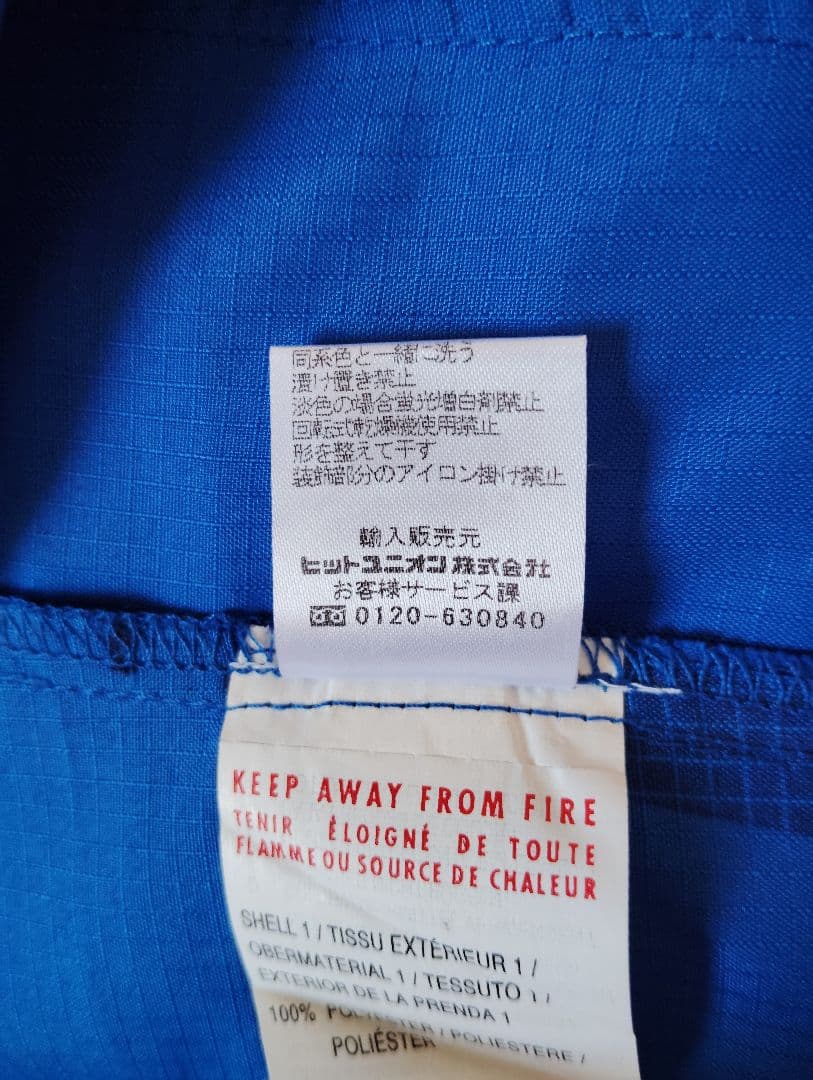 同系色と一緒に洗う
漬け置き禁止
淡色の場合蛍光増白剤禁止
回転式乾燥機使用禁止
形を整えて干す
装飾部分のアイロン掛け禁止
輸入販売元
ヒットユニオン株式会社
お客様サービス課
0120-630840
KEEP AWAY FROM FIRE
TENIR ÉLOIGNÉ DE TOUTE
FLAMME OU SOURCE DE CHALEUR
SHELL 1 / TISSU EXTÉRIEUR 1 /
OBERMATERIAL 1 / TESSUTO 1 /
EXTERIOR DE LA PRENDA 1
100% POLYESTER / POLIESTERE /
POLIÉSTER